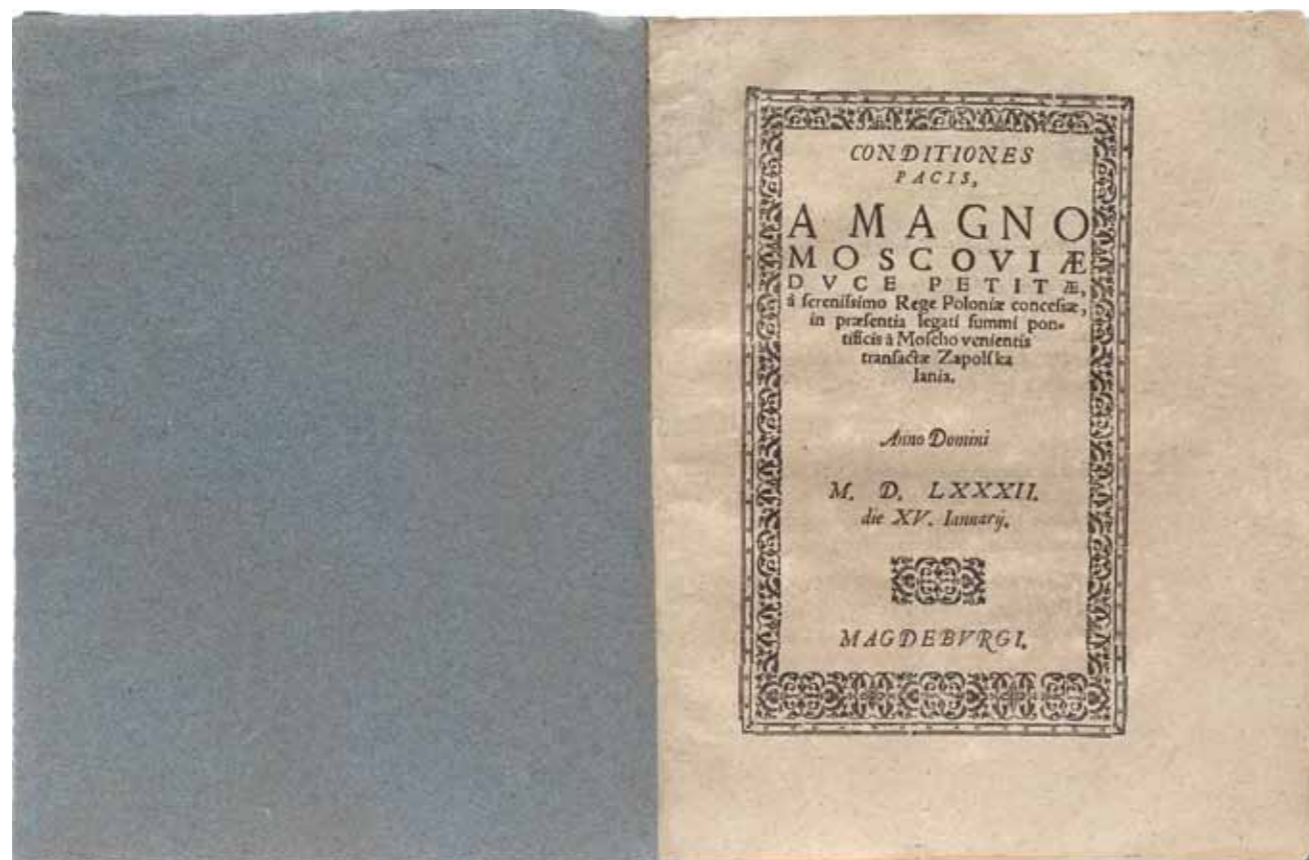 CONDITIONES
PACIS,
A MAGNO
MOSCOVIÆ
DVCE PETITÆ,
à sereniſsimo Rege Poloniæ conceſsæ,
in præſentia legati ſummi pon-
tificis à Moſcho venientis
tranſactæ Zapolſka
Iania.
Anno Domini
M. D. LXXXII.
die XV. Ianuarij.
MAGDEBVRGI.